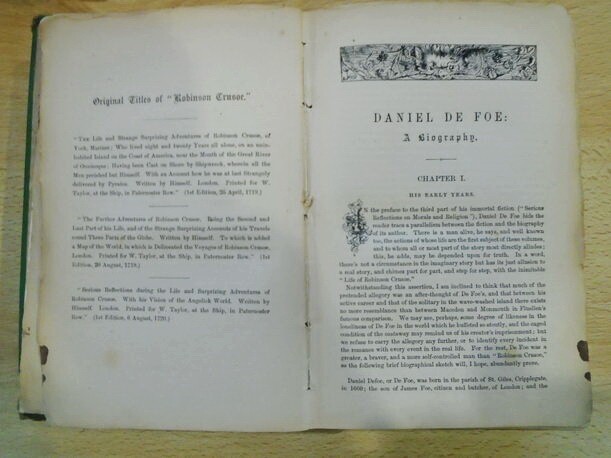 Original Titles of "Robinson Crusoe."
"The Life and Strange Surprising Adventures of Robinson Crusoe, of
York, Mariner; Who lived eight and twenty Years all alone, on an unin-
habited Island on the Coast of America, near the Mouth of the Great River
of Oroonoque; Having been Cast on Shore by Shipwreck, wherein all the
Men perished but Himself. With an Account how he was at last Strangely
delivered by Pyrates. Written by Himself. London. Printed for W.
Taylor, at the Ship, in Paternoster Row." (1st Edition, 25 April, 1719.)
"The Further Adventures of Robinson Crusoe. Being the Second and
Last Part of his Life, and of the Strange Surprising Accounts of his Travels
round Three Parts of the Globe. Written by Himself. To which is added
a Map of the World, in which is Delineated the Voyages of Robinson Crusoe.
London. Printed for W. Taylor, at the Ship, in Paternoster Row." (1st
Edition, 20 August, 1719.)
"Serious Reflections during the Life and Surprising Adventures of
Robinson Crusoe. With his Vision of the Angelick World. Written by
Himself. London. Printed for W. Taylor, at the Ship, in Paternoster
Row." (1st Edition, 6 August, 1720.)
DANIEL DE FOE:
A Biography.
CHAPTER I.
HIS EARLY YEARS.
IN the preface to the third part of his immortal fiction ("Serious
Reflections on Morals and Religion"), Daniel De Foe bids the
reader trace a parallelism between the fiction and the biography
of its author. There is a man alive, he says, and well known
too, the actions of whose life are the first subject of these volumes,
and to whom all or most part of the story most directly alludes;
this, he adds, may be depended upon for truth. In a word,
there's not a circumstance in the imaginary story but has its just allusion to
a real story, and chimes part for part, and step for step, with the inimitable
"Life of Robinson Crusoe."
Notwithstanding this assertion, I am inclined to think that much of the
pretended allegory was an after-thought of De Foe's, and that between his
active career and that of the solitary in the wave-washed island there exists
no more resemblance between Macedon and Monmouth in Fluellen's
famous comparison. We may see, perhaps, some degree of likeness in the
loneliness of De Foe in the world which he buffeted so stoutly, and the caged
condition of the castaway may remind us of his creator's imprisonment; but
we refuse to carry the allegory any further, or to identify every incident in
the romance with every event in the real life. For the rest, De Foe was a
greater, a braver, and a more self-controlled man than "Robinson Crusoe,"
as the following brief biographical sketch will, I hope, abundantly prove.
Daniel Defoe, or De Foe, was born in the parish of St. Giles, Cripplegate,
in 1660; the son of James Foe, citizen and butcher, of London; and the